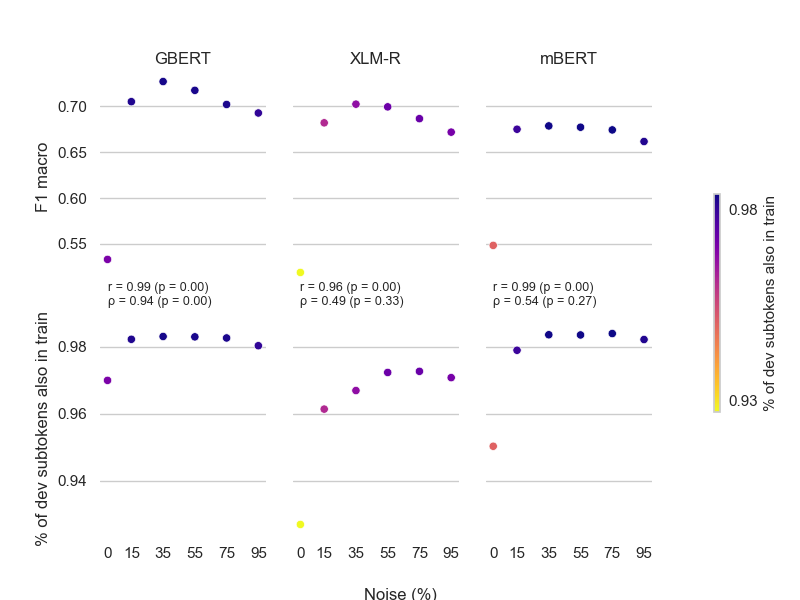 GBERT XLM-R mBERT
F1 macro
0.70
0.65
0.60
0.55
r = 0.99 (p = 0.00)
ρ = 0.94 (p = 0.00)
r = 0.96 (p = 0.00)
ρ = 0.49 (p = 0.33)
r = 0.99 (p = 0.00)
ρ = 0.54 (p = 0.27)
% of dev subtokens also in train
0.98
0.96
0.94
0 15 35 55 75 95 0 15 35 55 75 95 0 15 35 55 75 95
Noise (%)
0.98
0.93
% of dev subtokens also in train